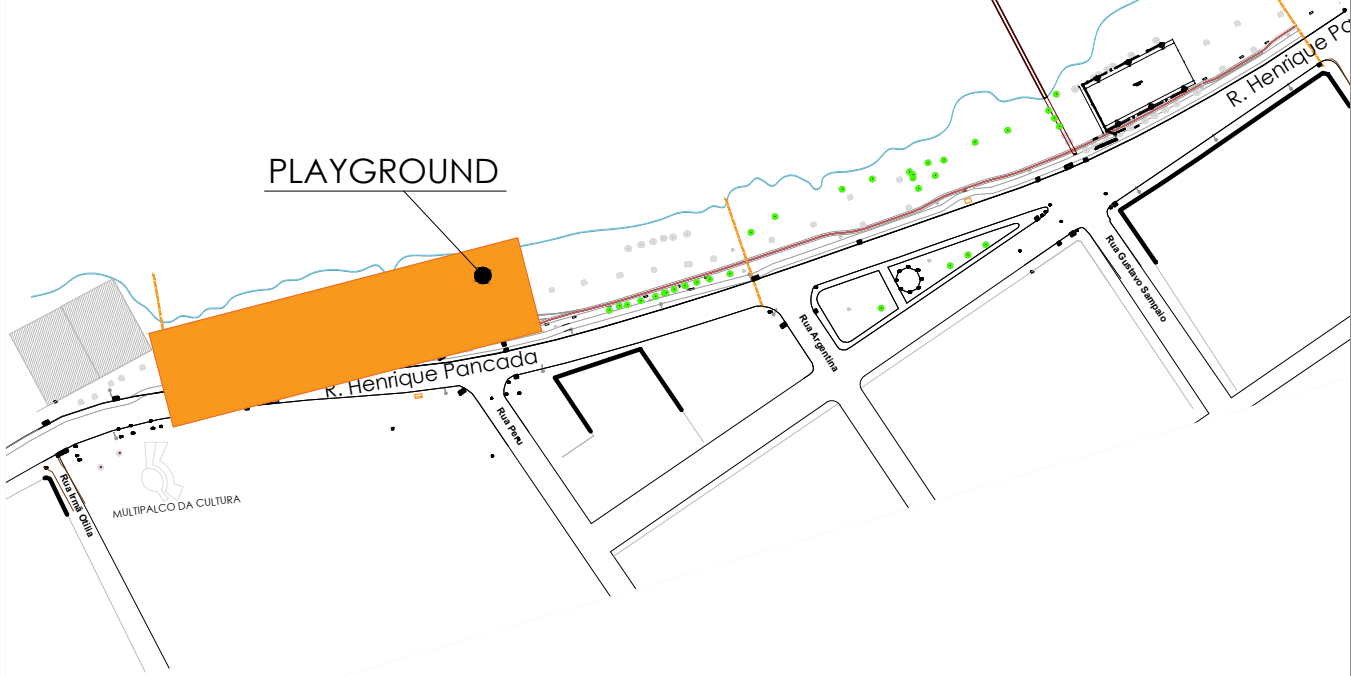 R. Henrique Pa
PLAYGROUND
R. Henrique Pancada
Rua Gustavo Sampaio
Rua Argentina
Rua Peru
Rua Irmã Otília
MULTIPALCO DA CULTURA